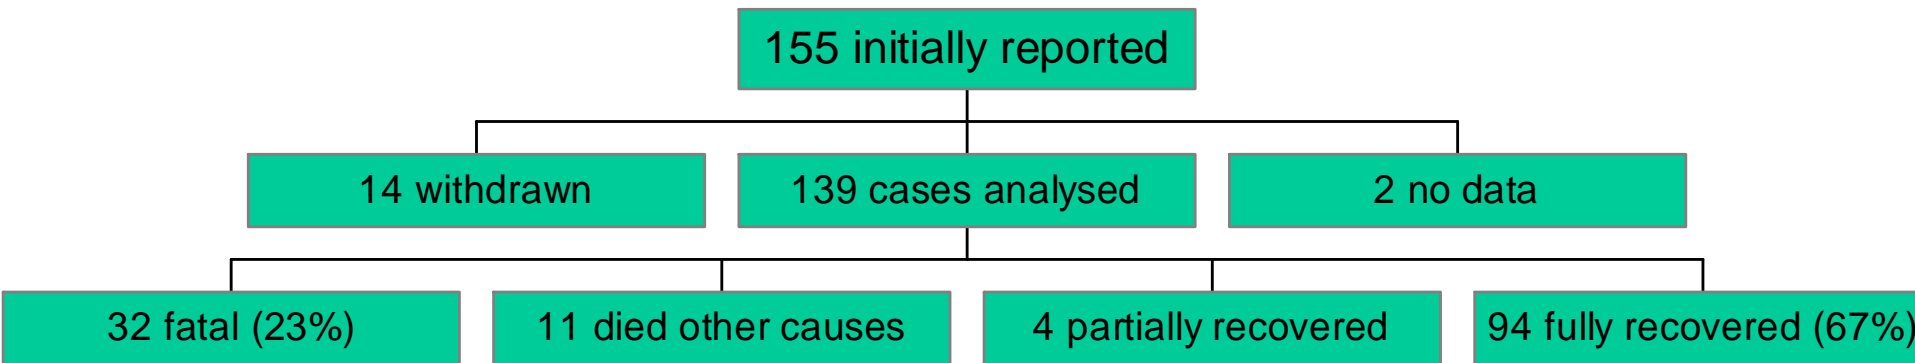 155 initially reported
14 withdrawn
139 cases analysed
2 no data
32 fatal (23%)
11 died other causes
4 partially recovered
94 fully recovered (67%)